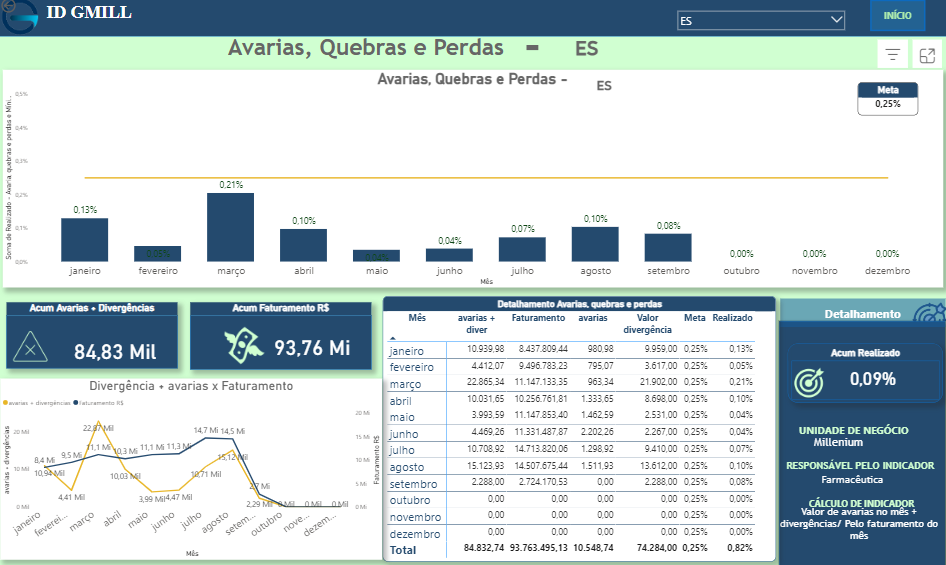 ID GMILL
ES
INÍCIO
Avarias, Quebras e Perdas - ES
Avarias, Quebras e Perdas - ES
Meta
0,25%
Soma de Realizado - Avaria, quebras e perdas e Míni...
0,5%
0,4%
0,3%
0,2%
0,1%
0,0%
0,13%
0,05%
0,21%
0,10%
0,04%
0,04%
0,07%
0,10%
0,08%
0,00%
0,00%
0,00%
janeiro fevereiro março abril maio junho julho agosto setembro outubro novembro dezembro
Mês
Acum Avarias + Divergências
84,83 Mil
Acum Faturamento R$
93,76 Mi
Divergência + avarias x Faturamento
avarias + divergências faturamento R$
avarias + divergências
20 Mil
10 Mil
0 Mil
8,4 Mi
9,5 Mi
11,1 Mi
10,3 Mi
11,1 Mi
11,3 Mi
14,7 Mi
14,5 Mi
2,7 Mi
0 Mi
0 Mi
0 Mi
10,94 Mil
4,41 Mil
22,87 Mil
10,03 Mil
3,99 Mil
4,47 Mil
10,71 Mil
15,12 Mil
2,29 Mil
20 Mi
15 Mi
10 Mi
5 Mi
0 Mi
Faturamento R$
janeiro feverei... março abril maio junho julho agosto setem... outubro nove... dezem...
Mês
Detalhamento Avarias, quebras e perdas
Mês avarias + diver Faturamento avarias Valor divergência Meta Realizado
janeiro 10.939,98 8.437.809,44 980,98 9.959,00 0,25% 0,13%
fevereiro 4.412,07 9.496.783,23 795,07 3.617,00 0,25% 0,05%
março 22.865,34 11.147.133,35 963,34 21.902,00 0,25% 0,21%
abril 10.031,65 10.256.761,81 1.333,65 8.698,00 0,25% 0,10%
maio 3.993,59 11.147.853,40 1.462,59 2.531,00 0,25% 0,04%
junho 4.469,26 11.331.487,87 2.202,26 2.267,00 0,25% 0,04%
julho 10.708,92 14.713.820,06 1.298,92 9.410,00 0,25% 0,07%
agosto 15.123,93 14.507.675,44 1.511,93 13.612,00 0,25% 0,10%
setembro 2.288,00 2.724.170,53 0,00 2.288,00 0,25% 0,08%
outubro 0,00 0,00 0,00 0,00 0,25% 0,00%
novembro 0,00 0,00 0,00 0,00 0,25% 0,00%
dezembro 0,00 0,00 0,00 0,00 0,25% 0,00%
Total 84.832,74 93.763.495,13 10.548,74 74.284,00 0,25% 0,82%
Detalhamento
Acum Realizado
0,09%
UNIDADE DE NEGÓCIO
Millenium
RESPONSÁVEL PELO INDICADOR
Farmacêutica
CÁLCULO DE INDICADOR
Valor de avarias no mês +
divergências/ Pelo faturamento do
mês